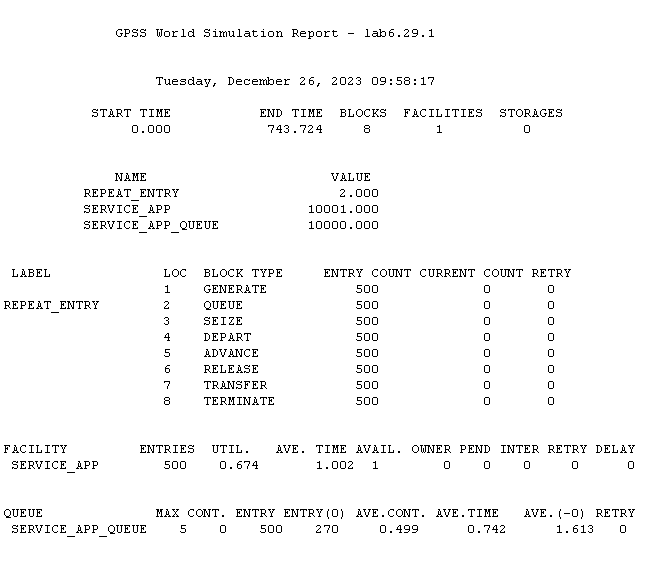 GPSS World Simulation Report - lab6.29.1
Tuesday, December 26, 2023 09:58:17
START TIME END TIME BLOCKS FACILITIES STORAGES
0.000 743.724 8 1 0
NAME VALUE
REPEAT_ENTRY 2.000
SERVICE_APP 10001.000
SERVICE_APP_QUEUE 10000.000
LABEL LOC BLOCK TYPE ENTRY COUNT CURRENT COUNT RETRY
1 GENERATE 500 0 0
REPEAT_ENTRY 2 QUEUE 500 0 0
3 SEIZE 500 0 0
4 DEPART 500 0 0
5 ADVANCE 500 0 0
6 RELEASE 500 0 0
7 TRANSFER 500 0 0
8 TERMINATE 500 0 0
FACILITY ENTRIES UTIL. AVE. TIME AVAIL. OWNER PEND INTER RETRY DELAY
SERVICE_APP 500 0.674 1.002 1 0 0 0 0 0
QUEUE MAX CONT. ENTRY ENTRY(0) AVE.CONT. AVE.TIME AVE.(-0) RETRY
SERVICE_APP_QUEUE 5 0 500 270 0.499 0.742 1.613 0